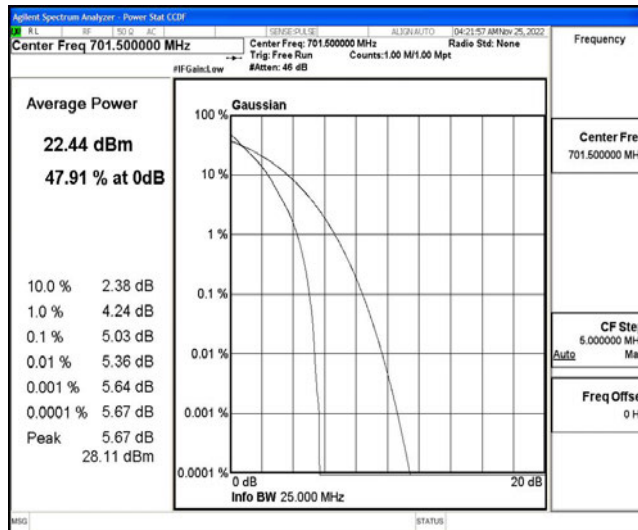 Agilent Spectrum Analyzer - Power Stat CCDF
RL RF 50 Ω AC SENSE:PULSE ALIGN AUTO 04:21:57 AM Nov 25, 2022
Center Freq 701.500000 MHz
Center Freq: 701.500000 MHz Radio Std: None
Trig: Free Run Counts:1.00 M/1.00 Mpt
#IFGain:Low #Atten: 46 dB
Frequency
Average Power
22.44 dBm
47.91 % at 0dB
10.0 % 2.38 dB
1.0 % 4.24 dB
0.1 % 5.03 dB
0.01 % 5.36 dB
0.001 % 5.64 dB
0.0001 % 5.67 dB
Peak 5.67 dB
28.11 dBm
Gaussian
100 %
10 %
1 %
0.1 %
0.01 %
0.001 %
0.0001 %
0 dB 20 dB
Info BW 25.000 MHz
Center Fre
701.500000 MH
CF Ste
5.000000 MH
Auto Ma
Freq Offse
0 H
MSG STATUS